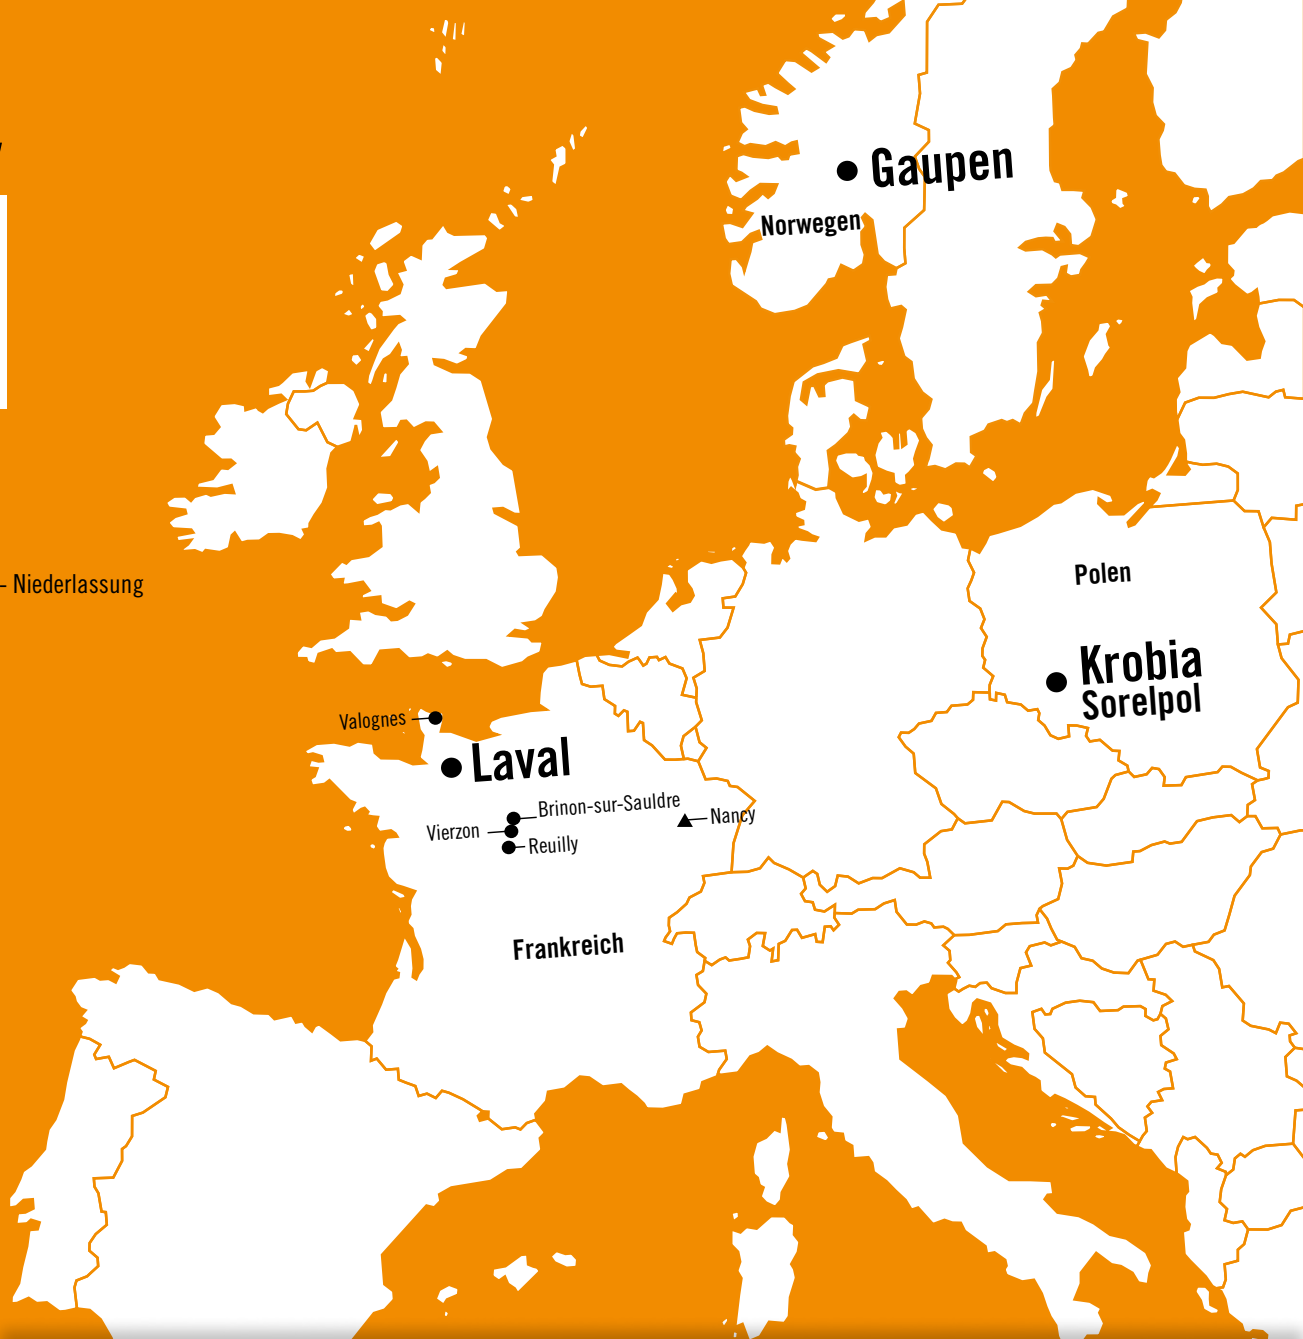 Gaupen
Norwegen
– Niederlassung
Polen
Krobia
Sorelpol
Valognes
Laval
Brinon-sur-Sauldre
Vierzon
Nancy
Reuilly
Frankreich